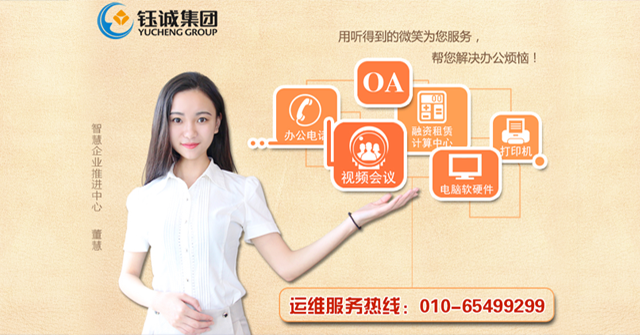 钰诚集团
YUCHENG GROUP
用听得到的微笑为您服务，
帮您解决办公烦恼！
智慧企业推进中心 董慧
OA
办公电话
融资租赁
计算中心
打印机
视频会议
电脑软硬件
运维服务热线：010-65499299